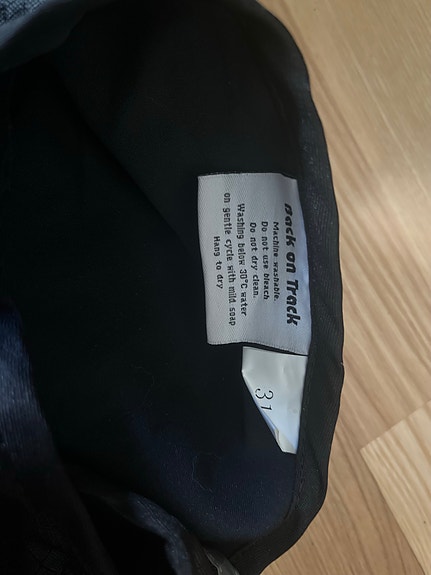 Back on Track
Machine washable.
Do not use bleach
Do not dry clean.
Washing below 30°C water
on gentle cycle with mild soap
Hang to dry
31